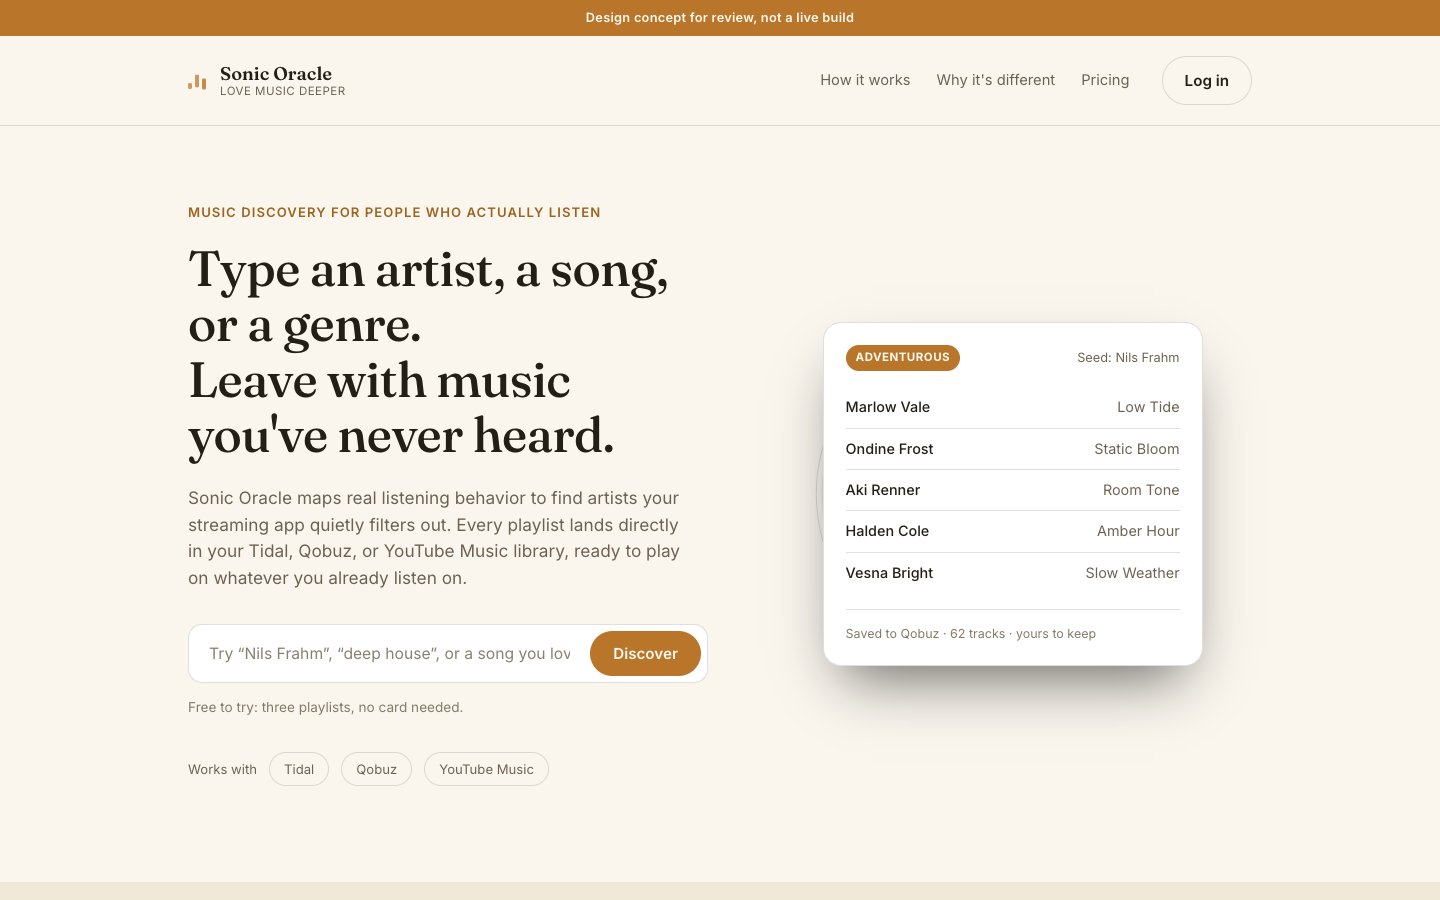 Design concept for review, not a live build
Sonic Oracle
LOVE MUSIC DEEPER
How it works
Why it's different
Pricing
Log in
MUSIC DISCOVERY FOR PEOPLE WHO ACTUALLY LISTEN
Type an artist, a song,
or a genre.
Leave with music
you've never heard.
Sonic Oracle maps real listening behavior to find artists your
streaming app quietly filters out. Every playlist lands directly
in your Tidal, Qobuz, or YouTube Music library, ready to play
on whatever you already listen on.
Try “Nils Frahm”, “deep house”, or a song you lov
Discover
Free to try: three playlists, no card needed.
Works with
Tidal
Qobuz
YouTube Music
ADVENTUROUS
Seed: Nils Frahm
Marlow Vale
Low Tide
Ondine Frost
Static Bloom
Aki Renner
Room Tone
Halden Cole
Amber Hour
Vesna Bright
Slow Weather
Saved to Qobuz · 62 tracks · yours to keep